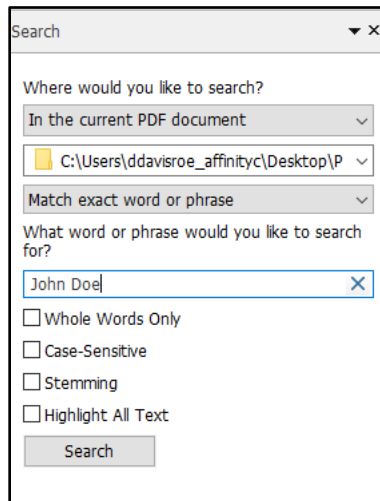 Search
Where would you like to search?
In the current PDF document
C:\Users\ddavisroe_affinityc\Desktop\P
Match exact word or phrase
What word or phrase would you like to search
for?
John Doe
Whole Words Only
Case-Sensitive
Stemming
Highlight All Text
Search